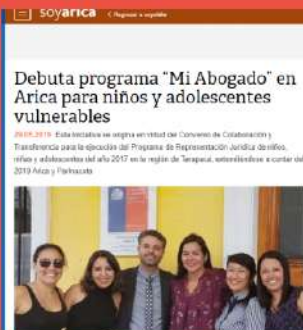 soyarica < Regresar a soychile
Debuta programa "Mi Abogado" en
Arica para niños y adolescentes
vulnerables
29.05.2019 Esta iniciativa se origina en virtud del Convenio de Colaboración y
Transferencia para la ejecución del Programa de Representación Jurídica de niños,
niñas y adolescentes del año 2017 en la región de Tarapacá, extendiéndose a contar del
2019 Arica y Parinacota